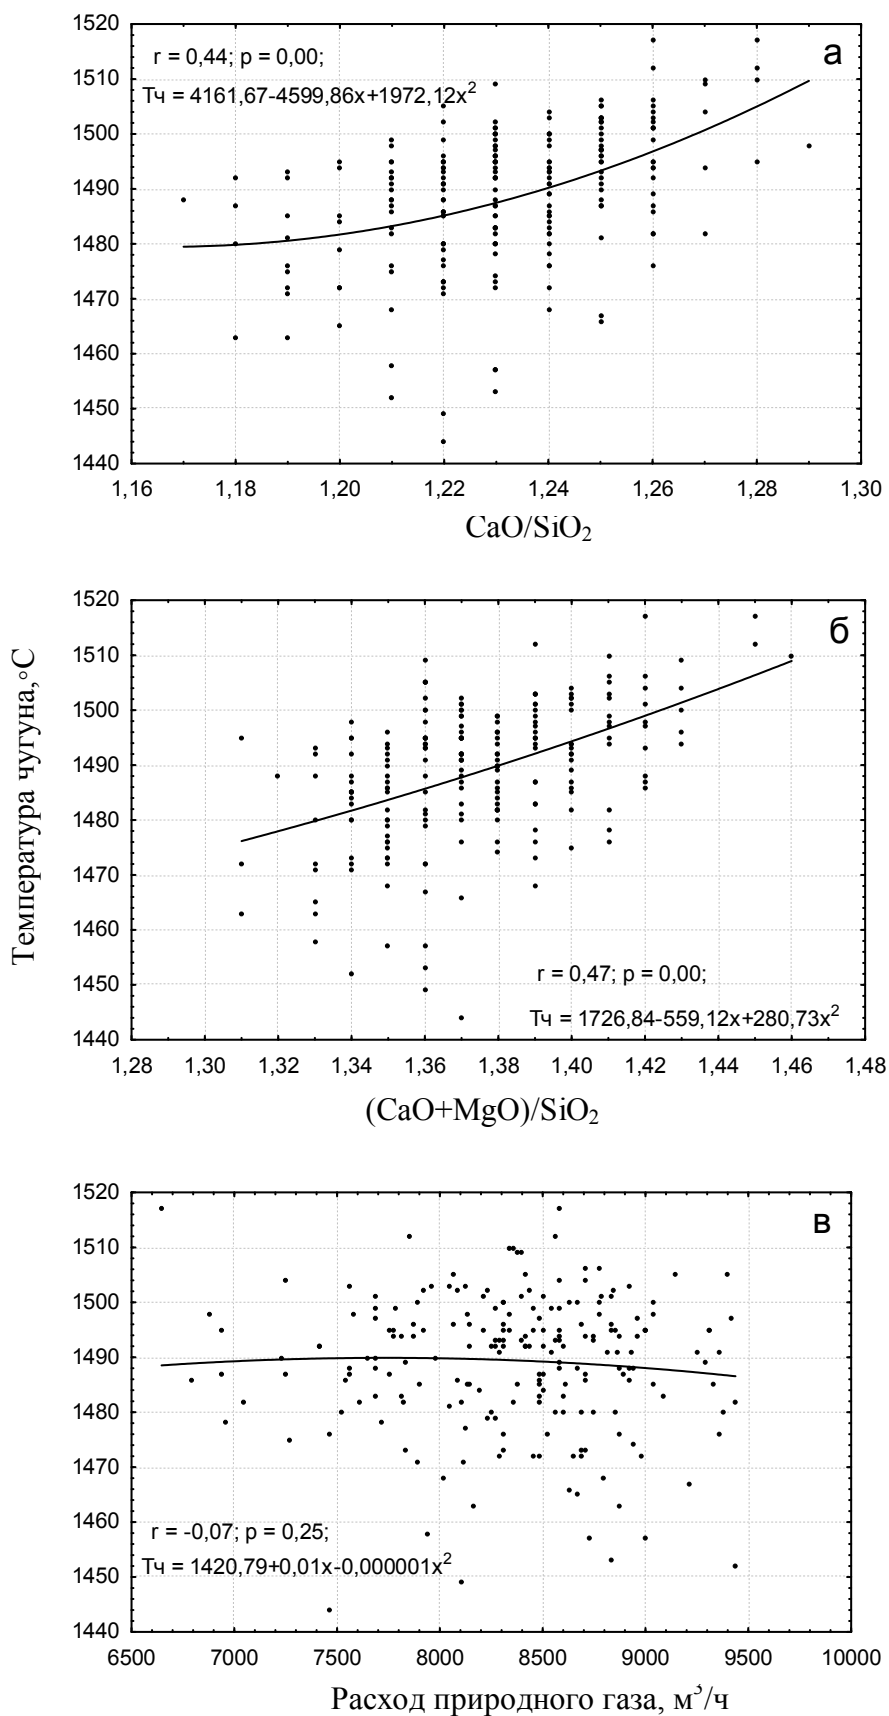 1520
1510
1500
1490
1480
1470
1460
1450
1440
а
r = 0,44; p = 0,00;
Тч = 4161,67-4599,86x+1972,12x²
1,16 1,18 1,20 1,22 1,24 1,26 1,28 1,30
CaO/SiO₂
Температура чугуна,°С
1520
1510
1500
1490
1480
1470
1460
1450
1440
б
r = 0,47; p = 0,00;
Тч = 1726,84-559,12x+280,73x²
1,28 1,30 1,32 1,34 1,36 1,38 1,40 1,42 1,44 1,46 1,48
(CaO+MgO)/SiO₂
1520
1510
1500
1490
1480
1470
1460
1450
1440
в
r = -0,07; p = 0,25;
Тч = 1420,79+0,01x-0,000001x²
6500 7000 7500 8000 8500 9000 9500 10000
Расход природного газа, м³/ч